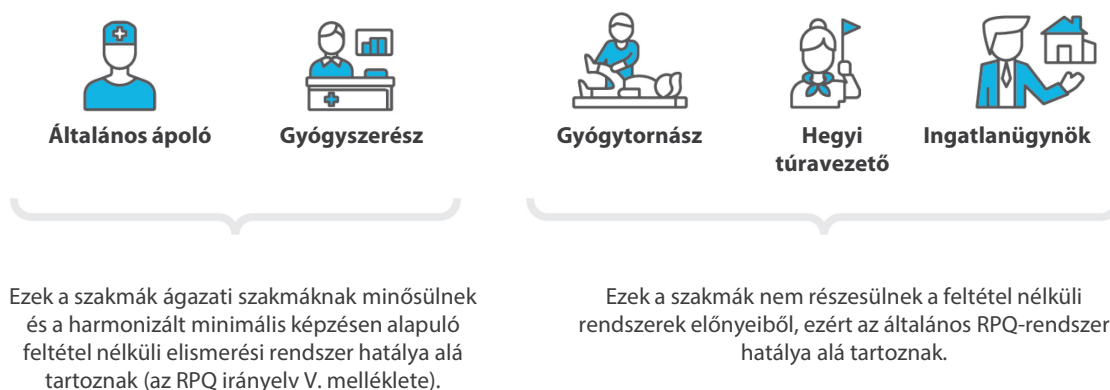 Általános ápoló
Gyógyszerész
Gyógytornász
Hegyi
túravezető
Ingatlanügynök
Ezek a szakmák ágazati szakmáknak minősülnek
és a harmonizált minimális képzésen alapuló
feltétel nélküli elismerési rendszer hatálya alá
tartoznak (az RPQ irányelv V. melléklete).
Ezek a szakmák nem részesülnek a feltétel nélküli
rendszerek előnyeiből, ezért az általános RPQ-rendszer
hatálya alá tartoznak.